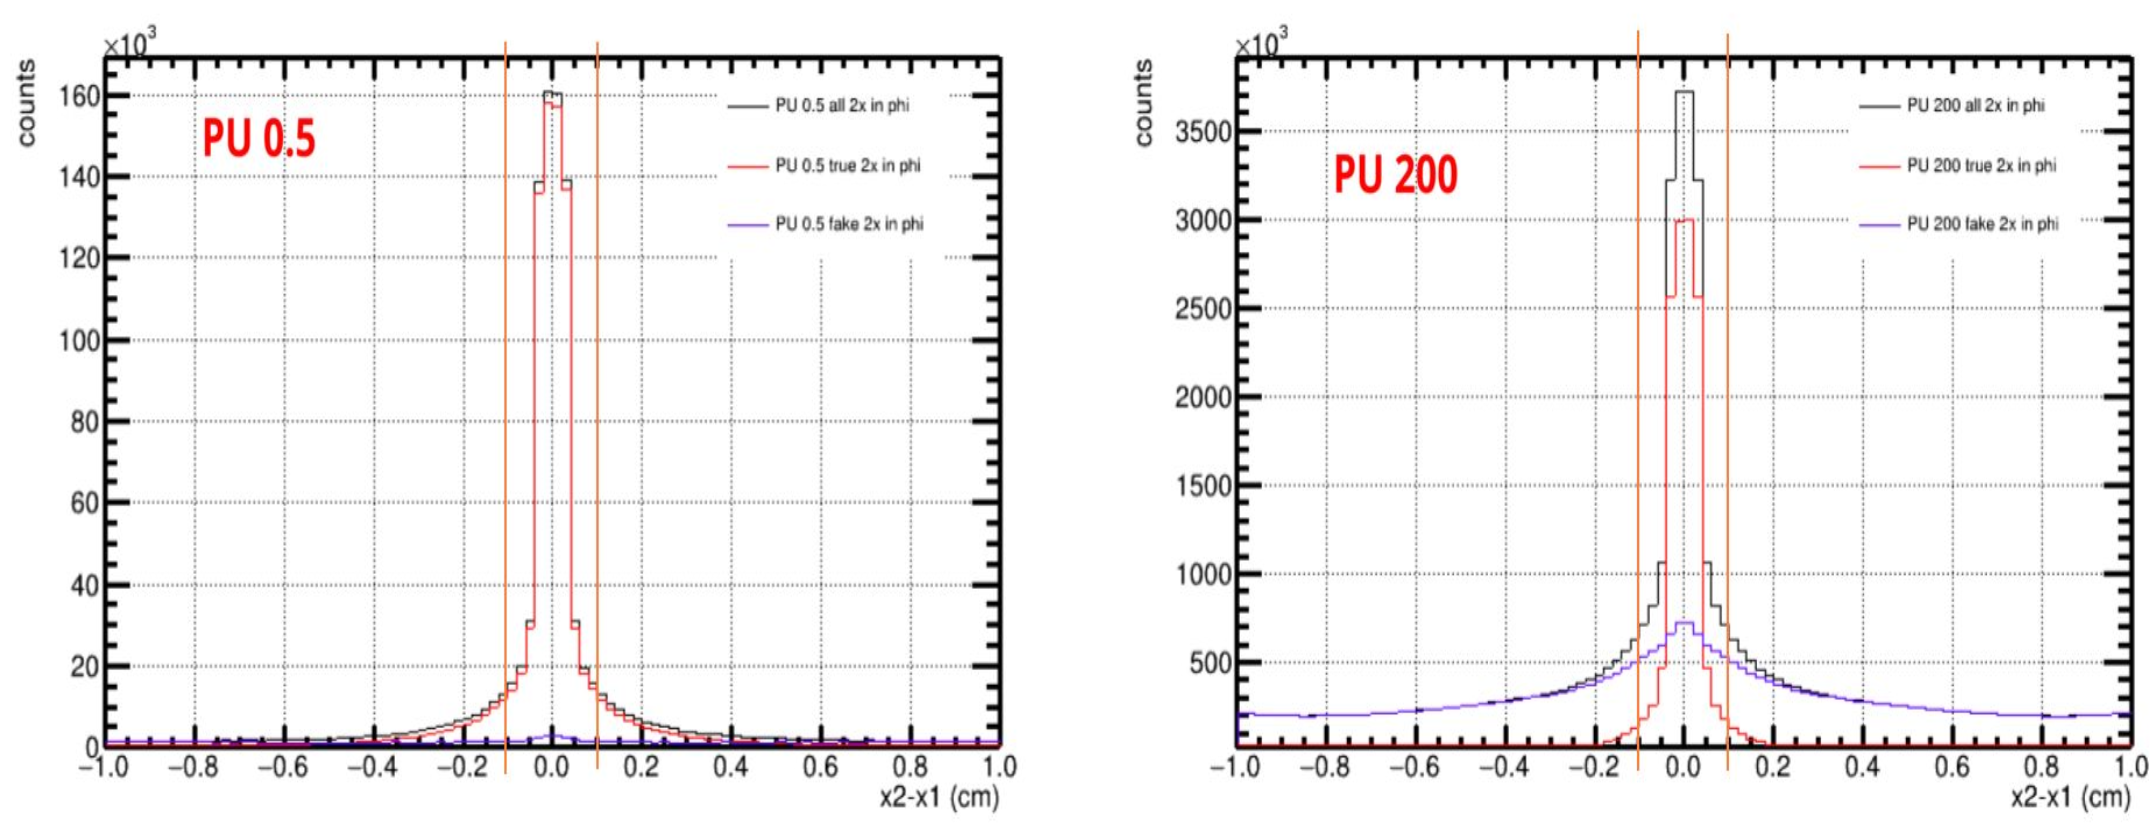 ×10³
counts
160
140
120
100
80
60
40
20
0
PU 0.5
PU 0.5 all 2x in phi
PU 0.5 true 2x in phi
PU 0.5 fake 2x in phi
−1.0 −0.8 −0.6 −0.4 −0.2 0.0 0.2 0.4 0.6 0.8 1.0
x2-x1 (cm)
×10³
counts
3500
3000
2500
2000
1500
1000
500
PU 200
PU 200 all 2x in phi
PU 200 true 2x in phi
PU 200 fake 2x in phi
−1.0 −0.8 −0.6 −0.4 −0.2 0.0 0.2 0.4 0.6 0.8 1.0
x2-x1 (cm)